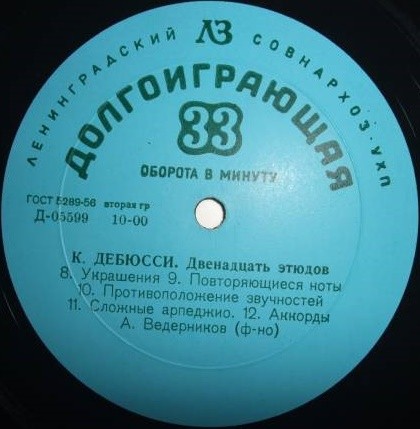 ЛЕНИНГРАДСКИЙ ЛЗ СОВНАРХОЗ·УХП
ДОЛГОИГРАЮЩАЯ
33
ОБОРОТА В МИНУТУ
ГОСТ 5289-56 вторая гр
Д-05599 10-00
К. ДЕБЮССИ. Двенадцать этюдов
8. Украшения 9. Повторяющиеся ноты
10. Противоположение звучностей
11. Сложные арпеджио. 12. Аккорды
А. Ведерников (ф-но)